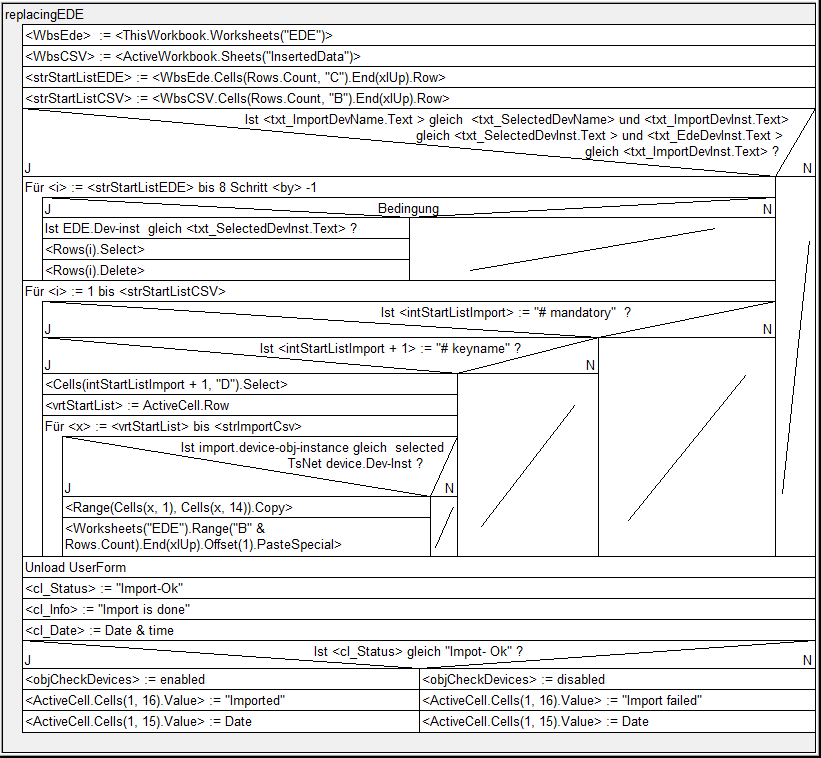 replacingEDE
<WbsEde> := <ThisWorkbook.Worksheets("EDE")>
<WbsCSV> := <ActiveWorkbook.Sheets("InsertedData")>
<strStartListEDE> := <WbsEde.Cells(Rows.Count, "C").End(xlUp).Row>
<strStartListCSV> := <WbsCSV.Cells(Rows.Count, "B").End(xlUp).Row>
Ist <txt_ImportDevName.Text > gleich <txt_SelectedDevName> und <txt_ImportDevInst.Text>
gleich <txt_SelectedDevInst.Text > und <txt_EdeDevInst.Text >
gleich <txt_ImportDevInst.Text> ?
J N
Für <i> := <strStartListEDE> bis 8 Schritt <by> -1
J Bedingung N
Ist EDE.Dev-inst gleich <txt_SelectedDevInst.Text> ?
<Rows(i).Select>
<Rows(i).Delete>
Für <i> := 1 bis <strStartListCSV>
Ist <intStartListImport> := "# mandatory" ?
J N
Ist <intStartListImport + 1> := "# keyname" ?
J N
<Cells(intStartListImport + 1, "D").Select>
<vrtStartList> := ActiveCell.Row
Für <x> := <vrtStartList> bis <strImportCsv>
Ist import.device-obj-instance gleich selected
TsNet device.Dev-Inst ?
J N
<Range(Cells(x, 1), Cells(x, 14)).Copy>
<Worksheets("EDE").Range("B" &
Rows.Count).End(xlUp).Offset(1).PasteSpecial>
Unload UserForm
<cl_Status> := "Import-Ok"
<cl_Info> := "Import is done"
<cl_Date> := Date & time
Ist <cl_Status> gleich "Impot- Ok" ?
J N
<objCheckDevices> := enabled
<ActiveCell.Cells(1, 16).Value> := "Imported"
<ActiveCell.Cells(1, 15).Value> := Date
<objCheckDevices> := disabled
<ActiveCell.Cells(1, 16).Value> := "Import failed"
<ActiveCell.Cells(1, 15).Value> := Date